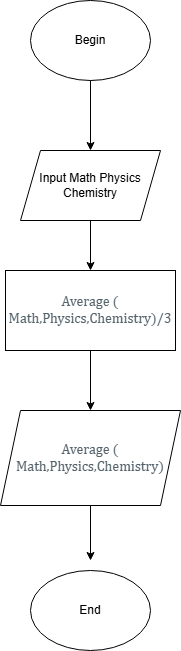 Begin
Input Math Physics
Chemistry
Average (
Math,Physics,Chemistry)/3
Average (
Math,Physics,Chemistry)
End